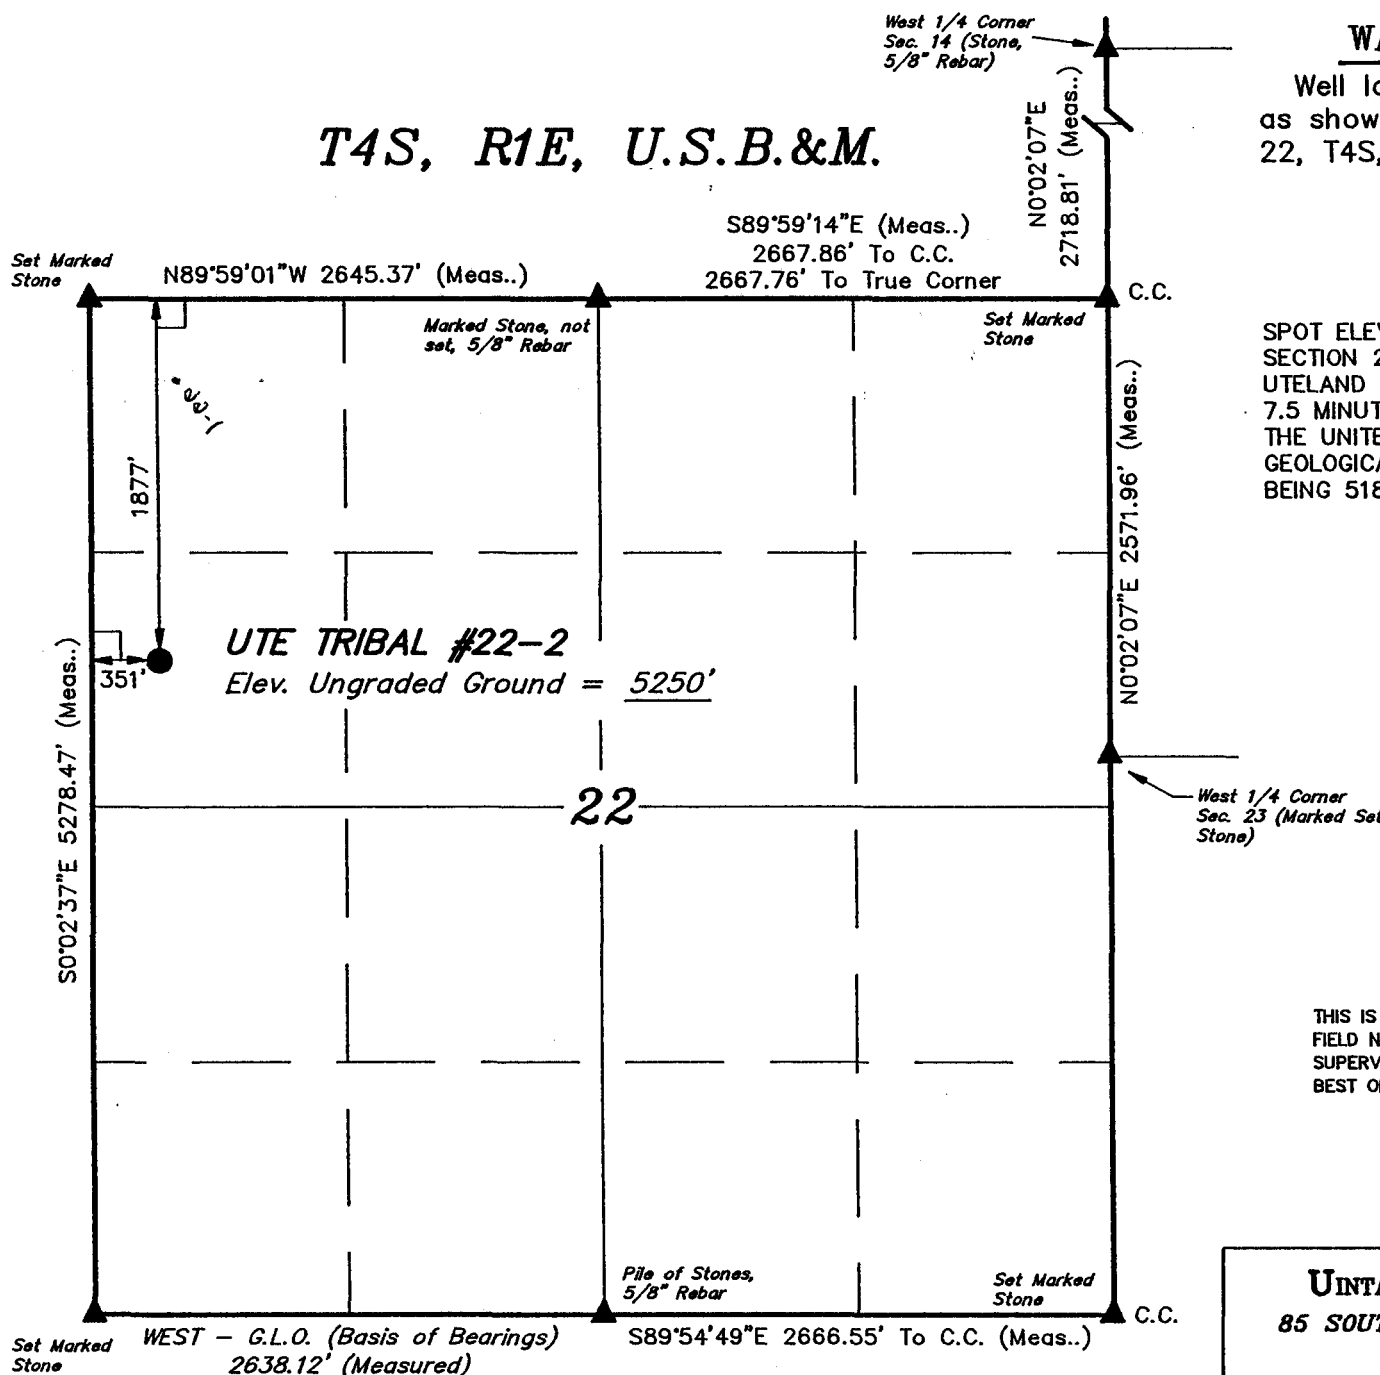 West 1/4 Corner
Sec. 14 (Stone,
5/8" Rebar)
N0°02'07"E
2718.81' (Meas..)
T4S, R1E, U.S.B.&M.
Well lo
as show
22, T4S,
S89°59'14"E (Meas..)
2667.86' To C.C.
2667.76' To True Corner
Set Marked
Stone
N89°59'01"W 2645.37' (Meas..)
C.C.
Marked Stone, not
set, 5/8" Rebar
Set Marked
Stone
SPOT ELEV
SECTION 2
UTELAND
7.5 MINUT
THE UNITE
GEOLOGICA
BEING 518
1877'
N0°02'07"E 2571.96' (Meas..)
UTE TRIBAL #22-2
Elev. Ungraded Ground = 5250'
351'
S0°02'37"E 5278.47' (Meas..)
22
West 1/4 Corner
Sec. 23 (Marked Set
Stone)
THIS IS
FIELD N
SUPERV
BEST O
Pile of Stones,
5/8" Rebar
Set Marked
Stone
C.C.
Set Marked
Stone
WEST - G.L.O. (Basis of Bearings)
2638.12' (Measured)
S89°54'49"E 2666.55' To C.C. (Meas..)
UINTA
85 SOUT